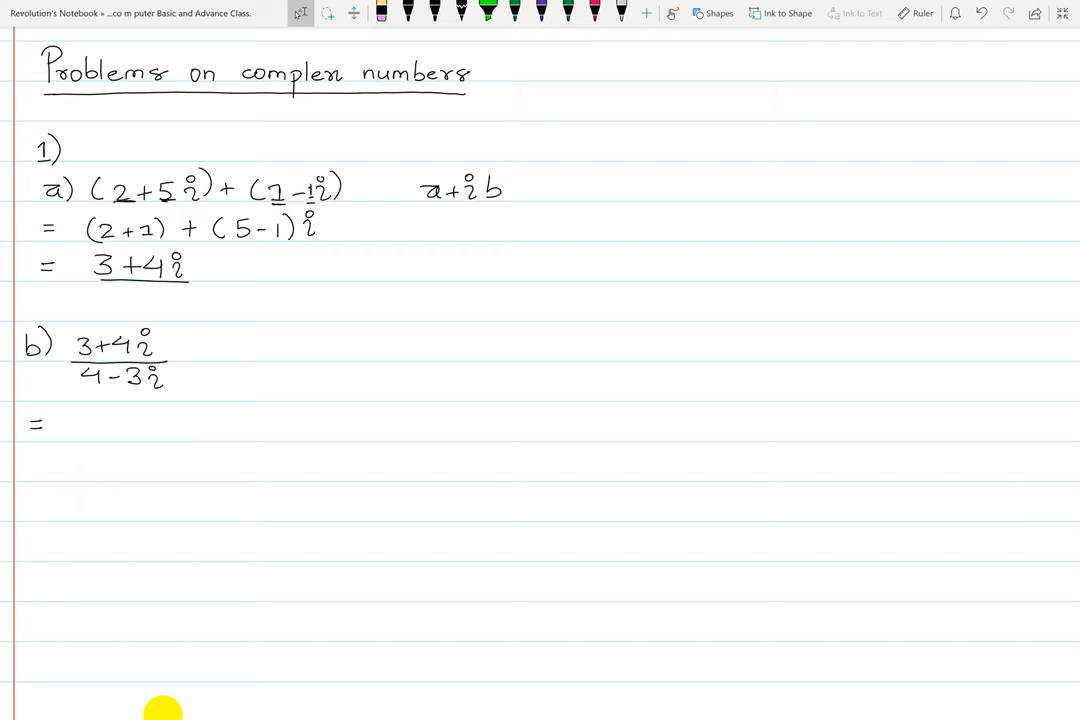 Revolution's Notebook » ...co m puter Basic and Advance Class.
Shapes Ink to Shape Ink to Text Ruler
Problems on complex numbers
1)
a) (2+5i) + (1-1i) a+ib
= (2+1) + (5-1)i
= 3+4i
b) 3+4i
4-3i
=